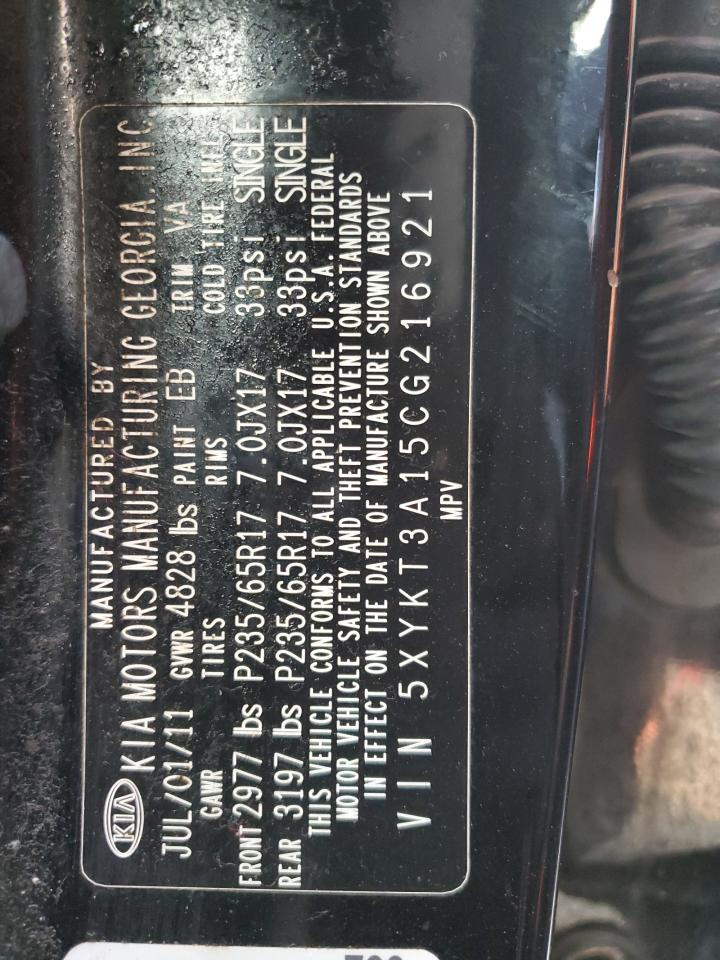 MANUFACTURED BY
KIA KIA MOTORS MANUFACTURING GEORGIA, INC
JUL/01/11 GVWR 4828 lbs PAINT EB TRIM VA
GAWR TIRES RIMS COLD TIRE INFL
FRONT 2977 lbs P235/65R17 7.0JX17 33psi SINGLE
REAR 3197 lbs P235/65R17 7.0JX17 33psi SINGLE
THIS VEHICLE CONFORMS TO ALL APPLICABLE U.S.A. FEDERAL
MOTOR VEHICLE SAFETY AND THEFT PREVENTION STANDARDS
IN EFFECT ON THE DATE OF MANUFACTURE SHOWN ABOVE
VIN 5XYKT3A15CG216921
MPV